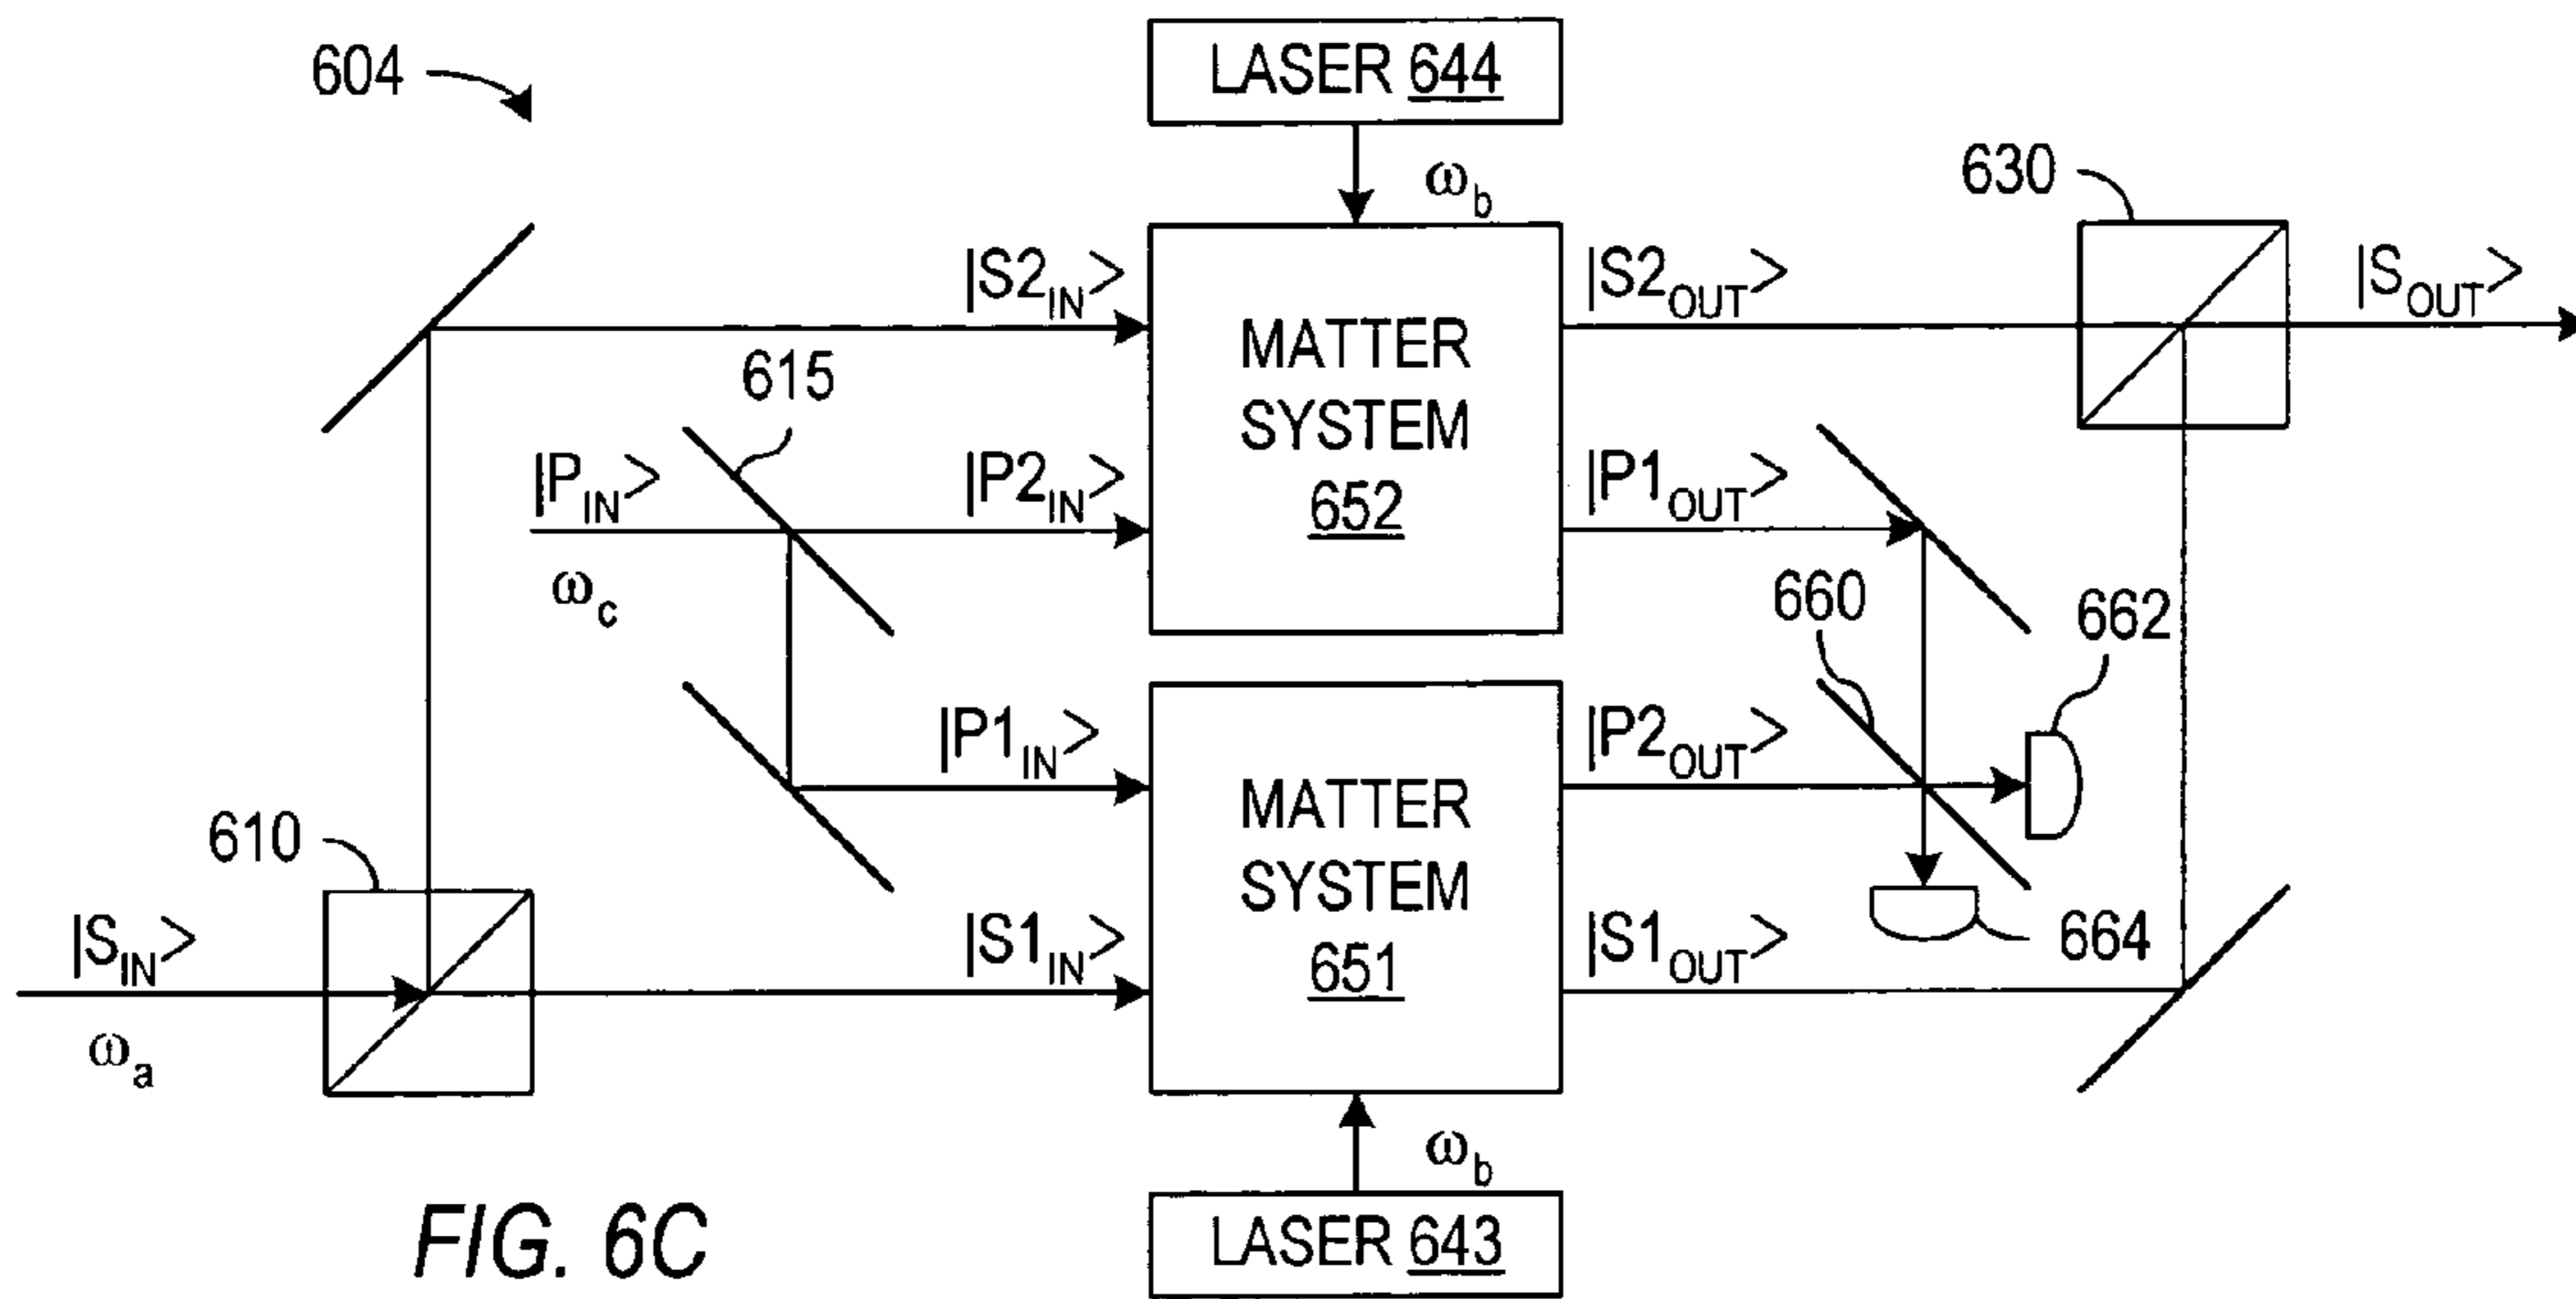 604
LASER 644
ω_b
630
|S2_IN>
|S2_OUT>
|S_OUT>
615
MATTER
SYSTEM
652
|P_IN>
|P2_IN>
|P1_OUT>
ω_c
660
662
|P1_IN>
|P2_OUT>
MATTER
SYSTEM
651
610
|S_IN>
|S1_IN>
|S1_OUT>
664
ω_a
ω_b
LASER 643
FIG. 6C